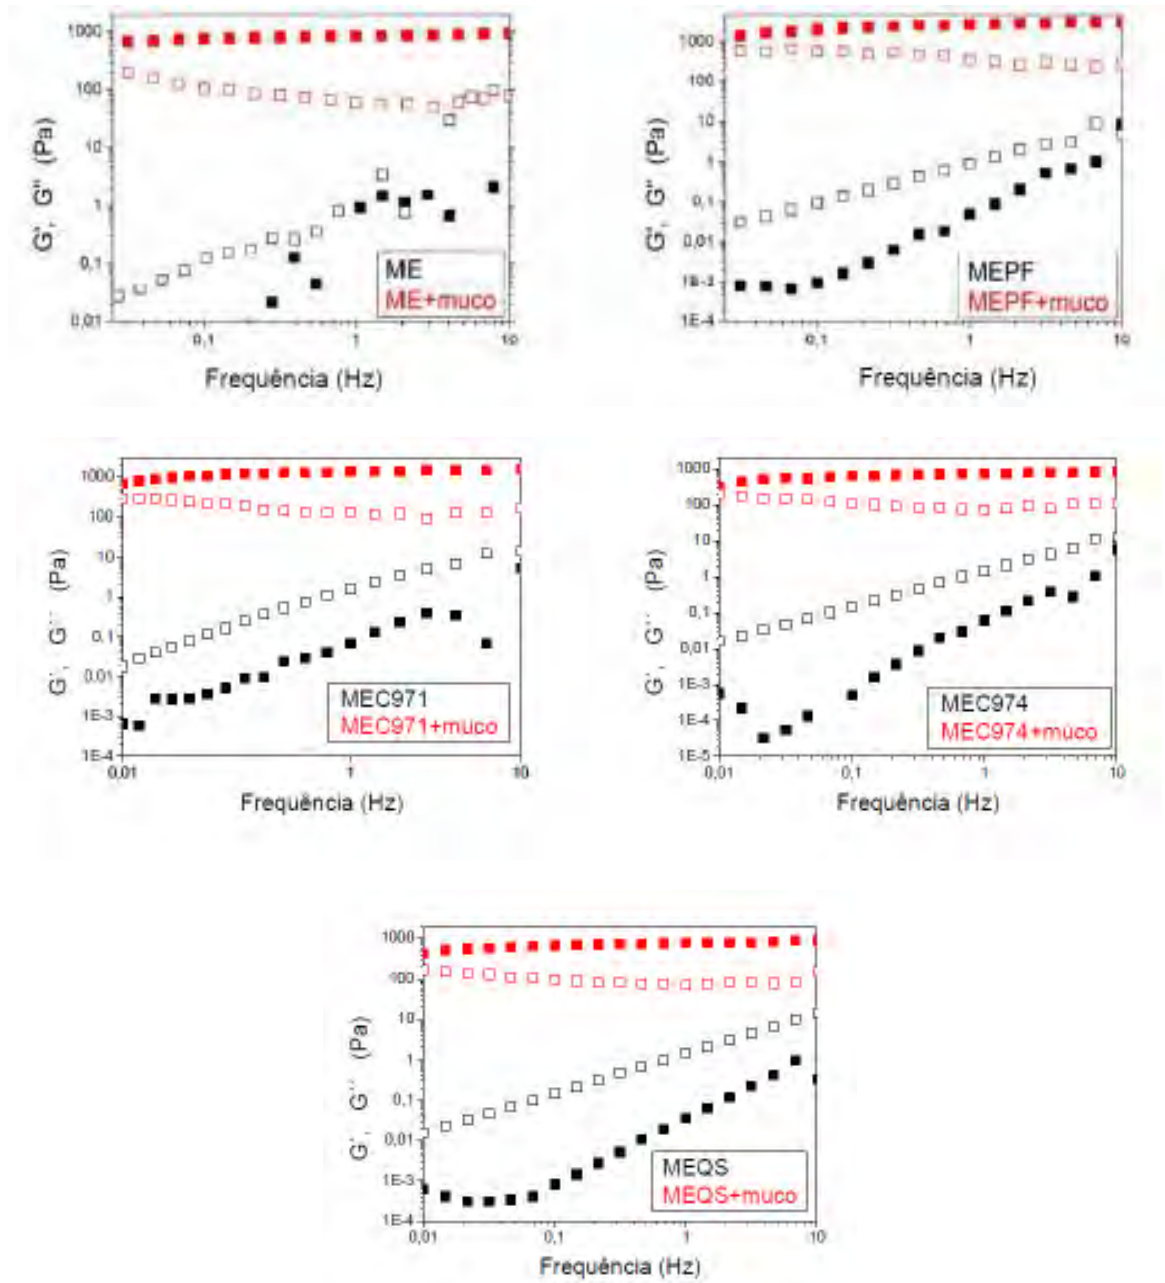 G', G'' (Pa)
1000
100
10
1
0,1
0,01
0,1
1
10
ME
ME+muco
Frequência (Hz)
G', G'' (Pa)
1000
100
10
1
0,1
0,01
1E-3
1E-4
0,1
1
10
MEPF
MEPF+muco
Frequência (Hz)
G', G'' (Pa)
1000
100
10
1
0,1
0,01
1E-3
1E-4
0,01
1
10
MEC971
MEC971+muco
Frequência (Hz)
G', G'' (Pa)
1000
100
10
1
0,1
0,01
1E-3
1E-4
1E-5
0,01
0,1
1
10
MEC974
MEC974+muco
Frequência (Hz)
G', G'' (Pa)
1000
100
10
1
0,1
0,01
1E-3
1E-4
0,01
0,1
1
10
MEQS
MEQS+muco
Frequência (Hz)